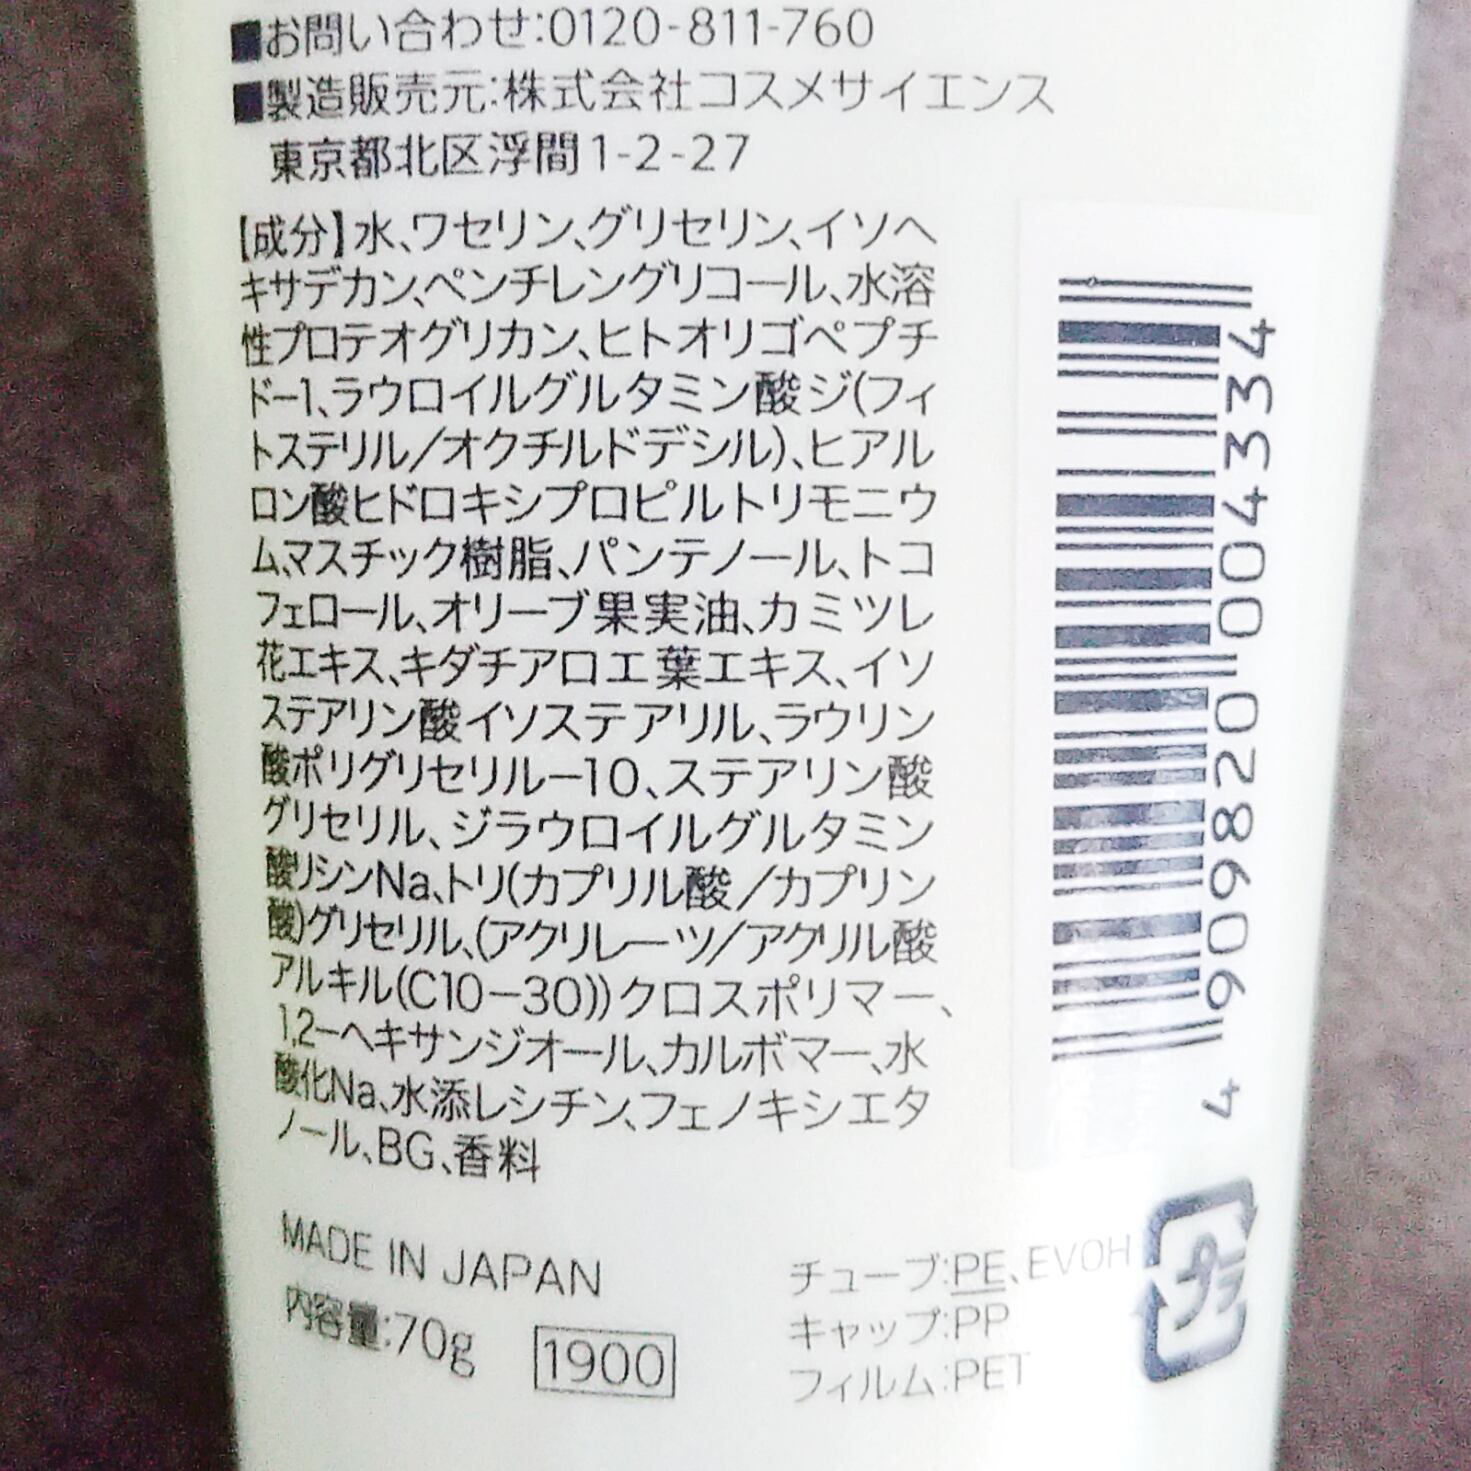 ■お問い合わせ:0120-811-760
■製造販売元:株式会社コスメサイエンス
東京都北区浮間1-2-27
【成分】水、ワセリン、グリセリン、イソヘ
キサデカン、ペンチレングリコール、水溶
性プロテオグリカン、ヒトオリゴペプチ
ドー1、ラウロイルグルタミン酸ジ(フィ
トステリル/オクチルドデシル)、ヒアル
ロン酸ヒドロキシプロピルトリモニウ
ム、マスチック樹脂、パンテノール、トコ
フェロール、オリーブ果実油、カミツレ
花エキス、キダチアロエ葉エキス、イソ
ステアリン酸イソステアリル、ラウリン
酸ポリグリセリルー10、ステアリン酸
グリセリル、ジラウロイルグルタミン
酸リシンNa、トリ(カプリル酸/カプリン
酸)グリセリル、(アクリレーツ/アクリル酸
アルキル(C10-30))クロスポリマー、
1,2-ヘキサンジオール、カルボマー、水
酸化Na、水添レシチン、フェノキシエタ
ノール、BG、香料
MADE IN JAPAN
内容量:70g
1900
チューブ:PE、EVOH
キャップ:PP
フィルム:PET
プラ
4 909820 004334